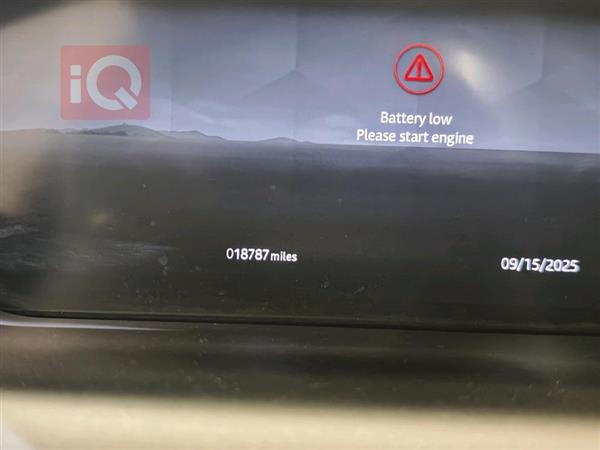 iQ
Battery low
Please start engine
018787 miles
09/15/2025